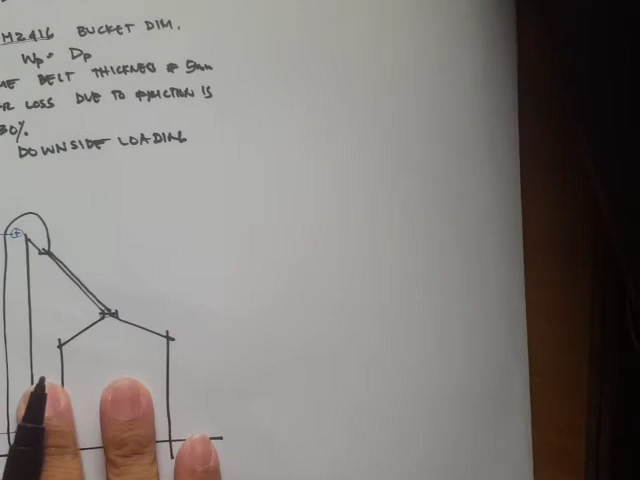 M2416 BUCKET DIM.
Wp = Dp
BELT THICKNESS @ 5mm
LOSS DUE TO FRICTION IS
30%.
DOWNSIDE LOADING